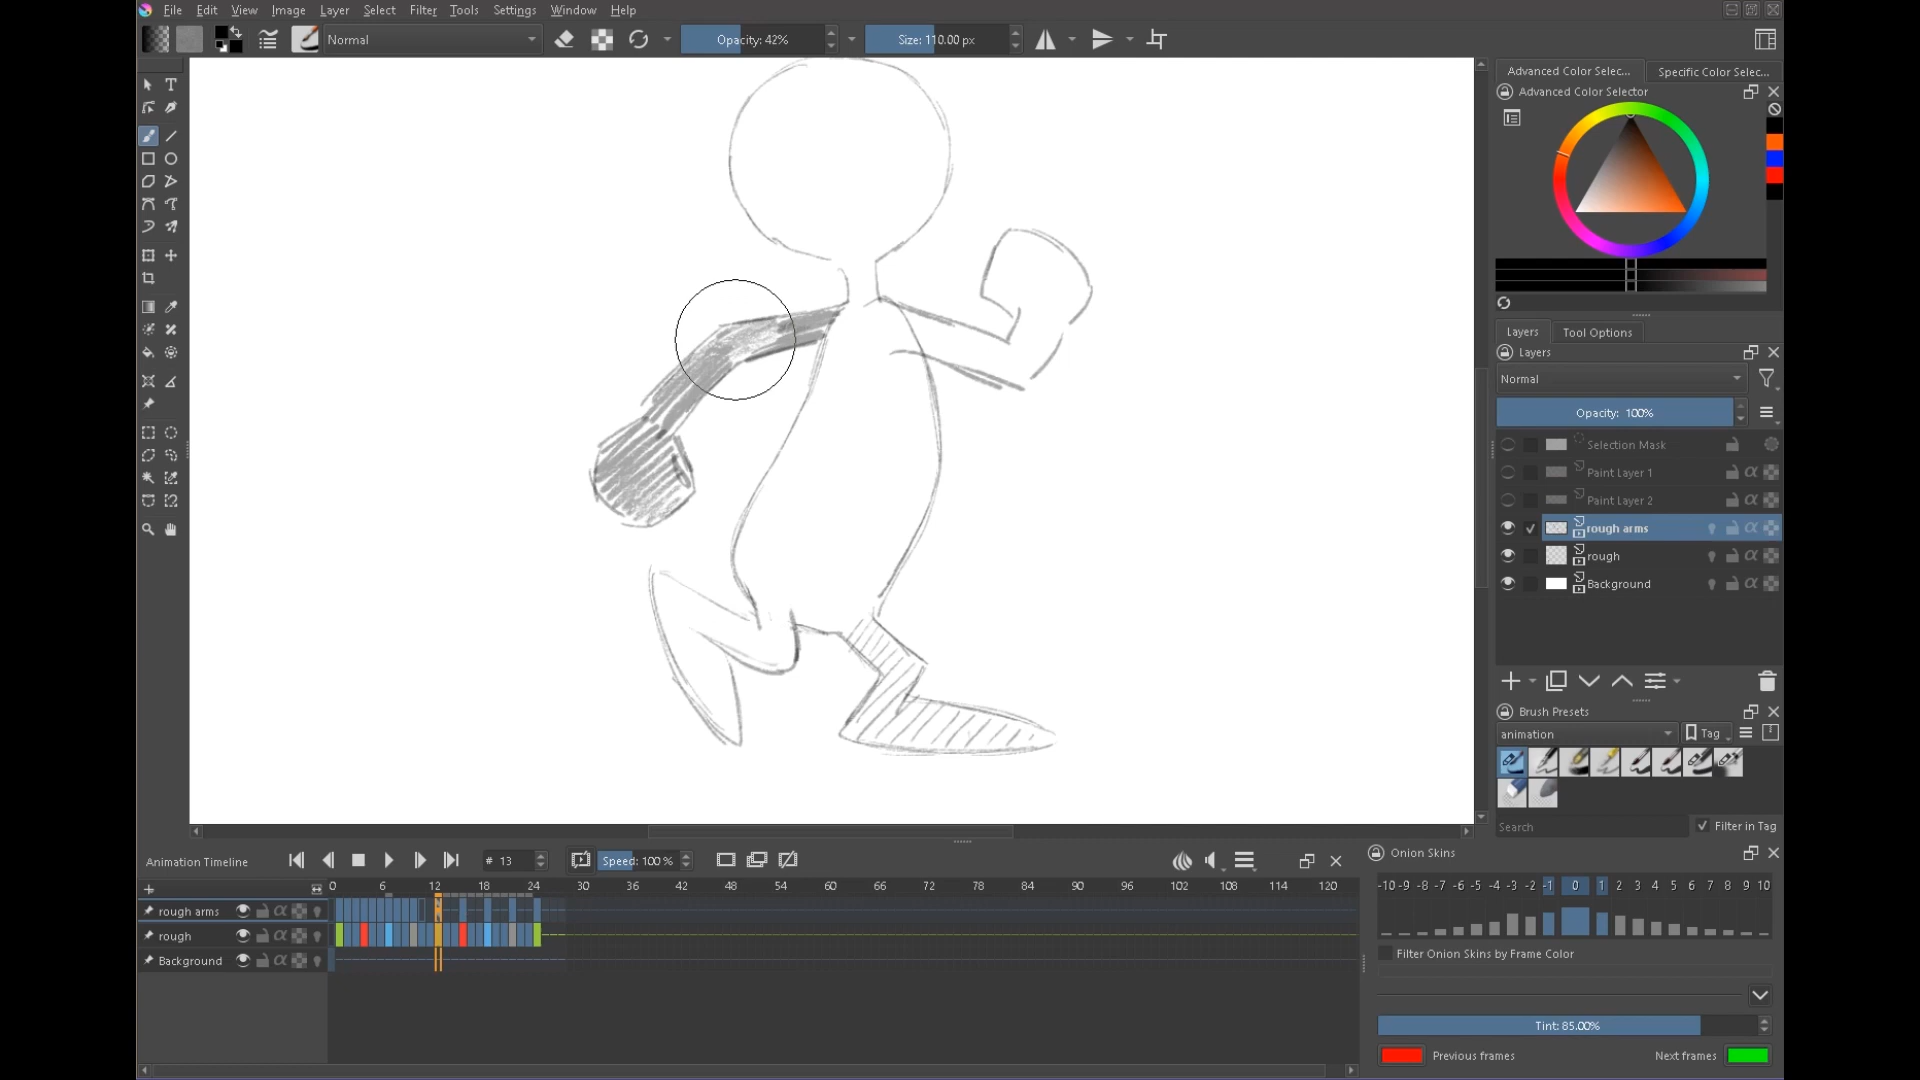 File Edit View Image Layer Select Filter Tools Settings Window Help
Normal Opacity: 42% Size: 110.00 px
Advanced Color Selec... Specific Color Selec...
Advanced Color Selector
Layers Tool Options
Layers
Normal
Opacity: 100%
Selection Mask
Paint Layer 1
Paint Layer 2
rough arms
rough
Background
Brush Presets
animation Tag
Search Filter in Tag
Animation Timeline # 13 Speed: 100 %
0 6 12 18 24 30 36 42 48 54 60 66 72 78 84 90 96 102 108 114 120
rough arms
rough
Background
Onion Skins
-10 -9 -8 -7 -6 -5 -4 -3 -2 -1 0 1 2 3 4 5 6 7 8 9 10
Filter Onion Skins by Frame Color
Tint: 85.00%
Previous frames Next frames